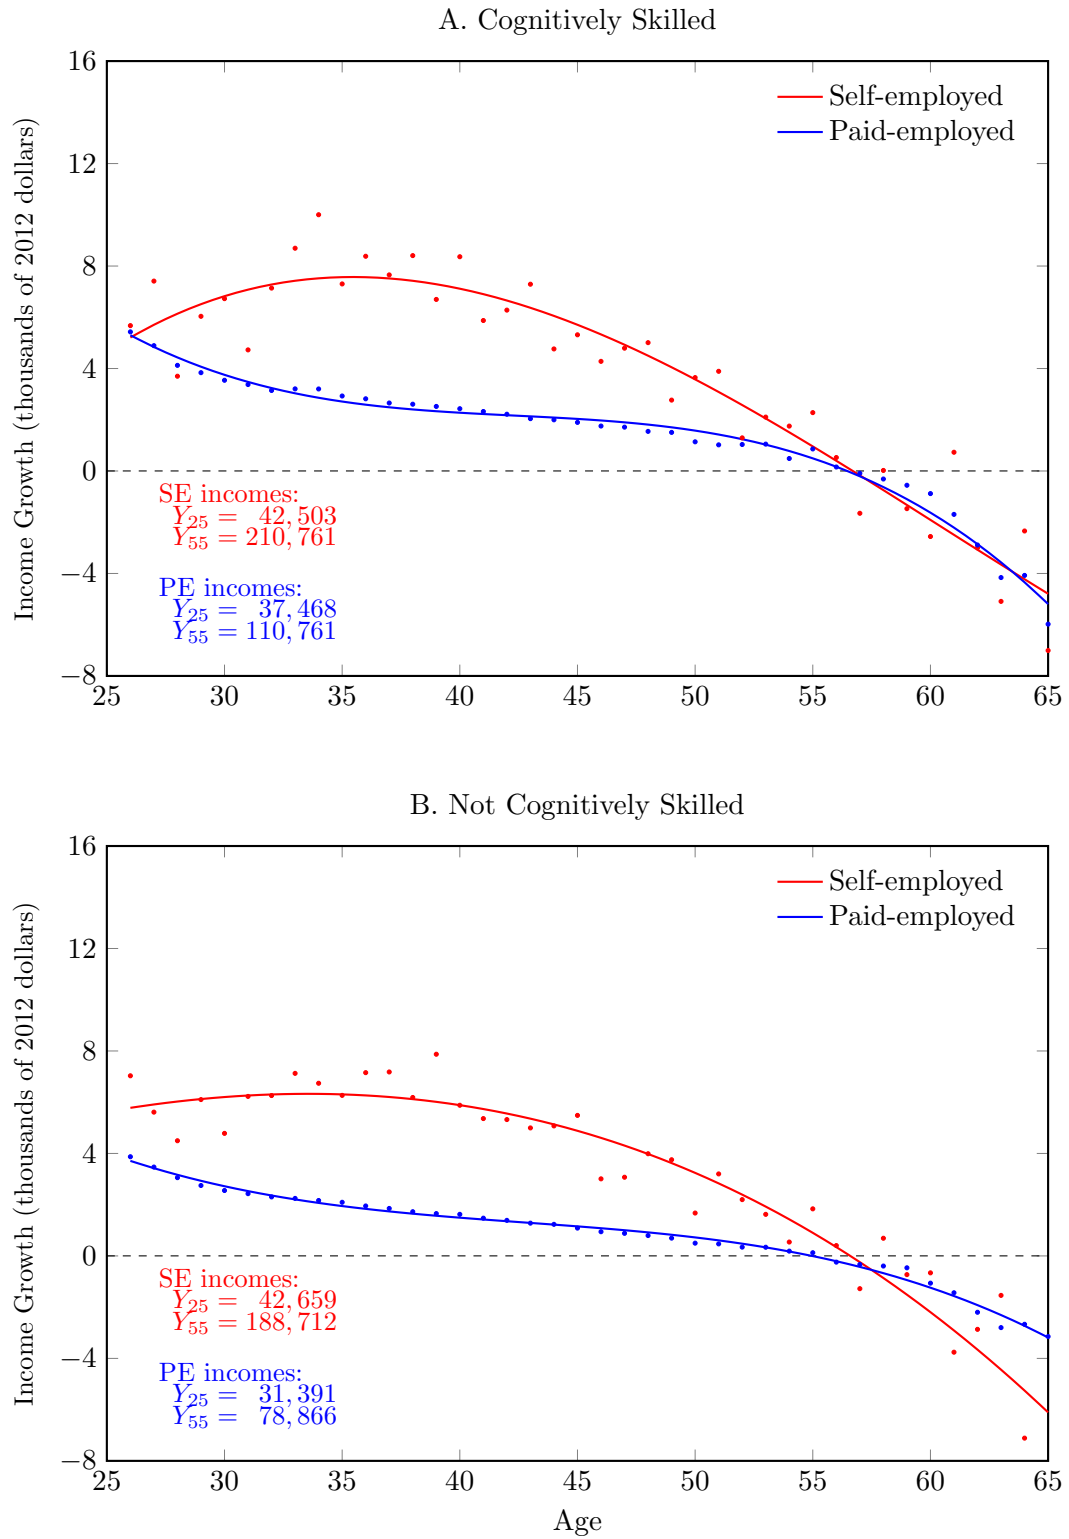 A. Cognitively Skilled
16
12
8
4
0
−4
−8
Income Growth (thousands of 2012 dollars)
Self-employed
Paid-employed
SE incomes:
Y25 = 42,503
Y55 = 210,761
PE incomes:
Y25 = 37,468
Y55 = 110,761
25 30 35 40 45 50 55 60 65
B. Not Cognitively Skilled
16
12
8
4
0
−4
−8
Income Growth (thousands of 2012 dollars)
Self-employed
Paid-employed
SE incomes:
Y25 = 42,659
Y55 = 188,712
PE incomes:
Y25 = 31,391
Y55 = 78,866
25 30 35 40 45 50 55 60 65
Age